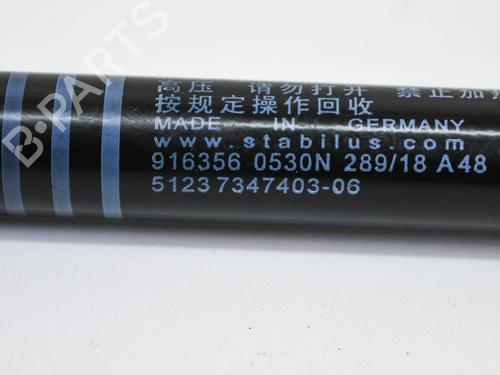 高压 请勿打开 禁止加热
按规定操作回收
MADE IN GERMANY
www.stabilus.com
916356 0530N 289/18 A48
51237347403-06
B-PARTS